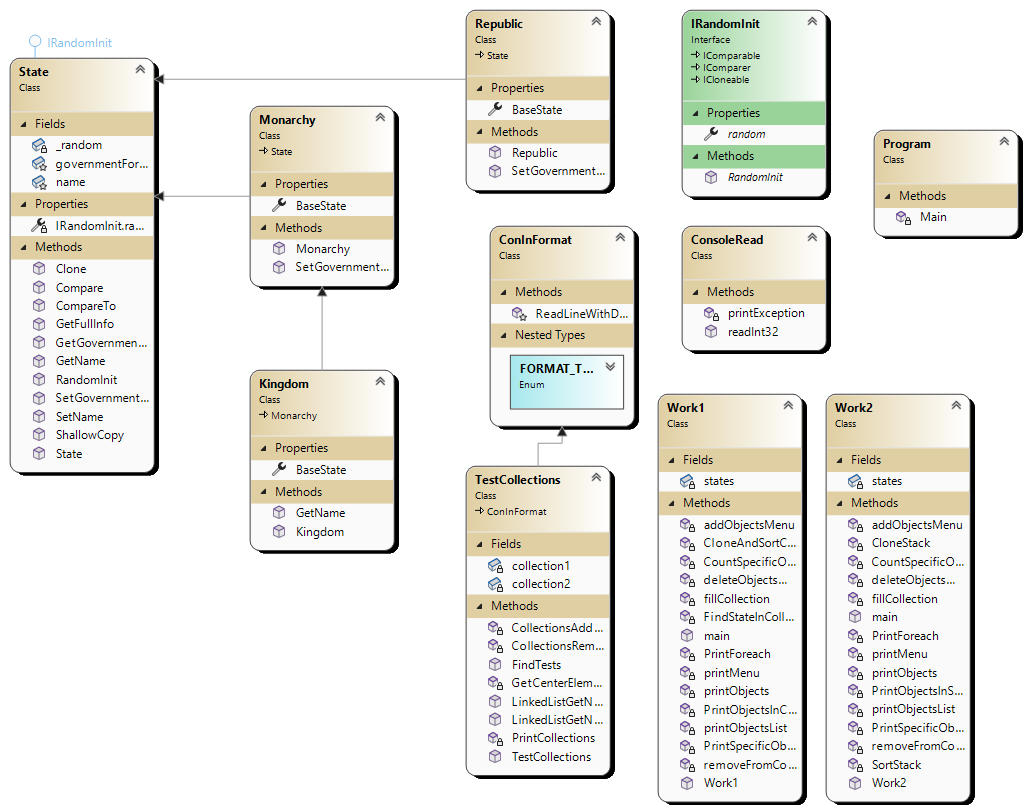 IRandomInit
State
Class
Fields
_random
governmentFor...
name
Properties
IRandomInit.ra...
Methods
Clone
Compare
CompareTo
GetFullInfo
GetGovernmen...
GetName
RandomInit
SetGovernment...
SetName
ShallowCopy
State
Monarchy
Class
State
Properties
BaseState
Methods
Monarchy
SetGovernment...
Kingdom
Class
Monarchy
Properties
BaseState
Methods
GetName
Kingdom
Republic
Class
State
Properties
BaseState
Methods
Republic
SetGovernment...
ConInFormat
Class
Methods
ReadLineWithD...
Nested Types
FORMAT_T...
Enum
TestCollections
Class
ConInFormat
Fields
collection1
collection2
Methods
CollectionsAdd...
CollectionsRem...
FindTests
GetCenterElem...
LinkedListGetN...
LinkedListGetN...
PrintCollections
TestCollections
IRandomInit
Interface
IComparable
IComparer
ICloneable
Properties
random
Methods
RandomInit
ConsoleRead
Class
Methods
printException
readInt32
Program
Class
Methods
Main
Work1
Class
Fields
states
Methods
addObjectsMenu
CloneAndSortC...
CountSpecificO...
deleteObjects...
fillCollection
FindStateInColl...
main
PrintForeach
printMenu
printObjects
PrintObjectsInC...
printObjectsList
PrintSpecificOb...
removeFromCo...
Work1
Work2
Class
Fields
states
Methods
addObjectsMenu
CloneStack
CountSpecificO...
deleteObjects...
fillCollection
main
PrintForeach
printMenu
printObjects
PrintObjectsInS...
printObjectsList
PrintSpecificOb...
removeFromCo...
SortStack
Work2